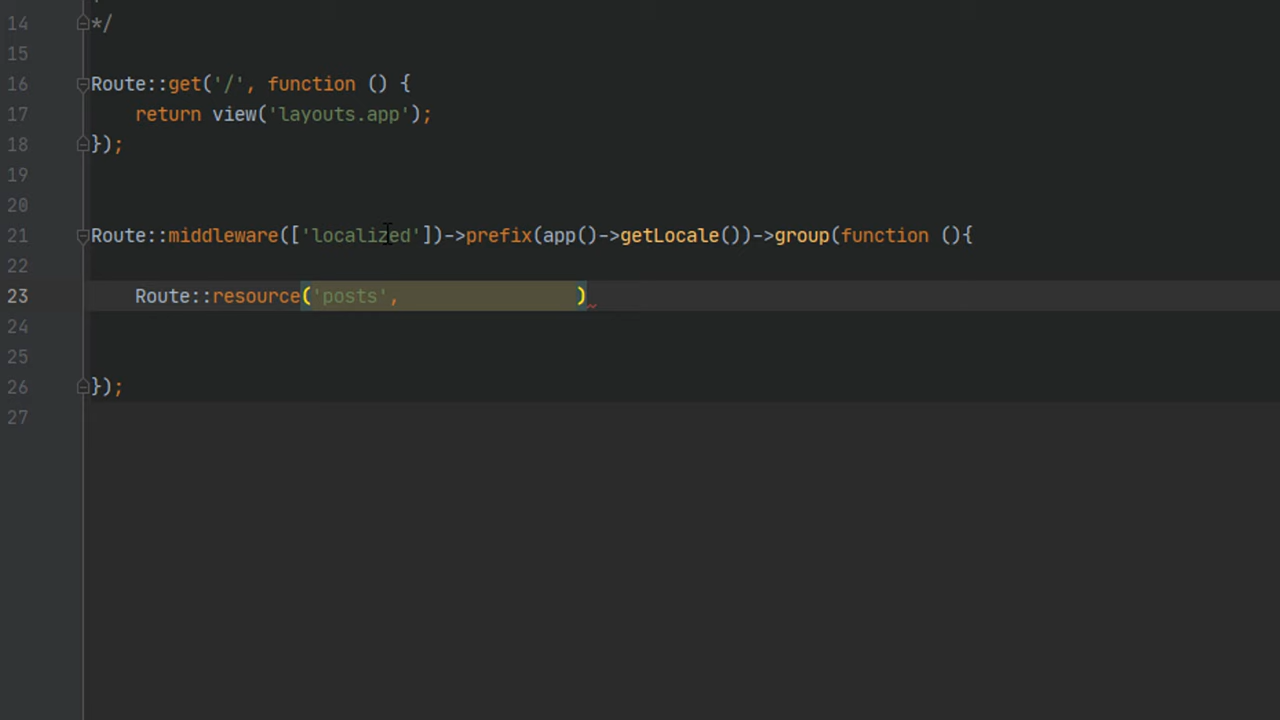 14 */
15
16 Route::get('/', function () {
17     return view('layouts.app');
18 });
19
20
21 Route::middleware(['localized'])->prefix(app()->getLocale())->group(function (){
22
23     Route::resource('posts',                )
24
25
26 });
27